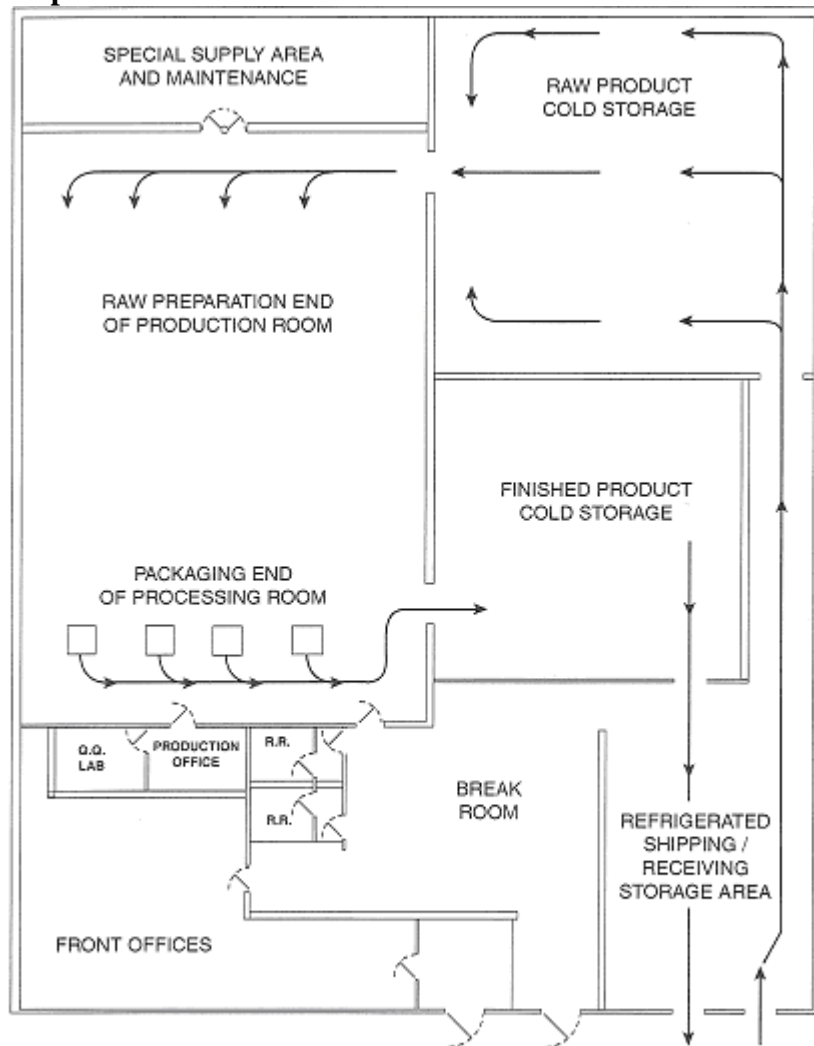 SPECIAL SUPPLY AREA
AND MAINTENANCE
RAW PRODUCT
COLD STORAGE
RAW PREPARATION END
OF PRODUCTION ROOM
FINISHED PRODUCT
COLD STORAGE
PACKAGING END
OF PROCESSING ROOM
Q.Q.
LAB
PRODUCTION
OFFICE
R.R.
R.R.
BREAK
ROOM
REFRIGERATED
SHIPPING /
RECEIVING
STORAGE AREA
FRONT OFFICES